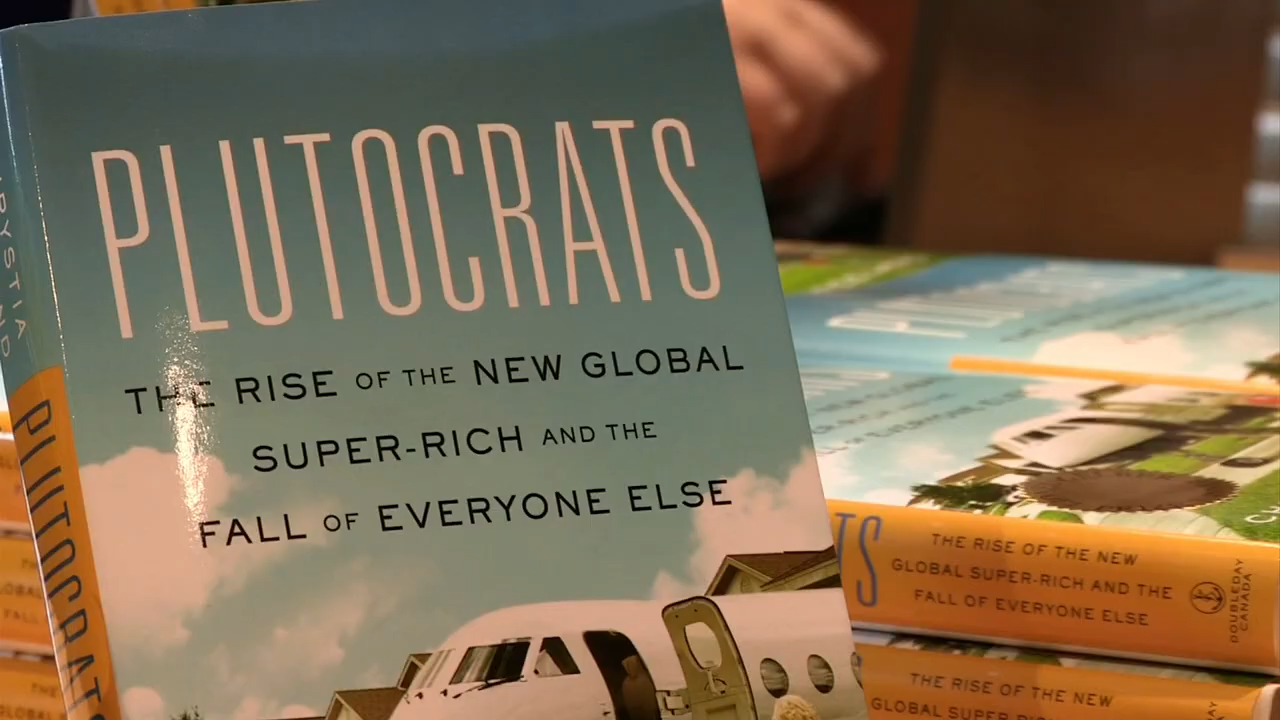 PLUTOCRATS
THE RISE OF THE NEW GLOBAL
SUPER-RICH AND THE
FALL OF EVERYONE ELSE
PLUTOCRATS
TS
THE RISE OF THE NEW
GLOBAL SUPER-RICH AND THE
FALL OF EVERYONE ELSE
DOUBLEDAY
CANADA
THE RISE OF THE NEW